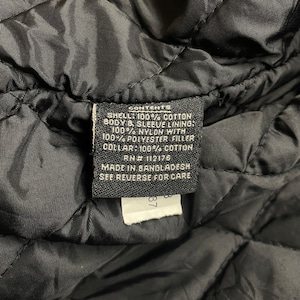 CONTENTS
SHELL: 100% COTTON
BODY & SLEEVE LINING:
100% NYLON WITH
100% POLYESTER FILLER
COLLAR: 100% COTTON
RN# 112176
MADE IN BANGLADESH
SEE REVERSE FOR CARE
37